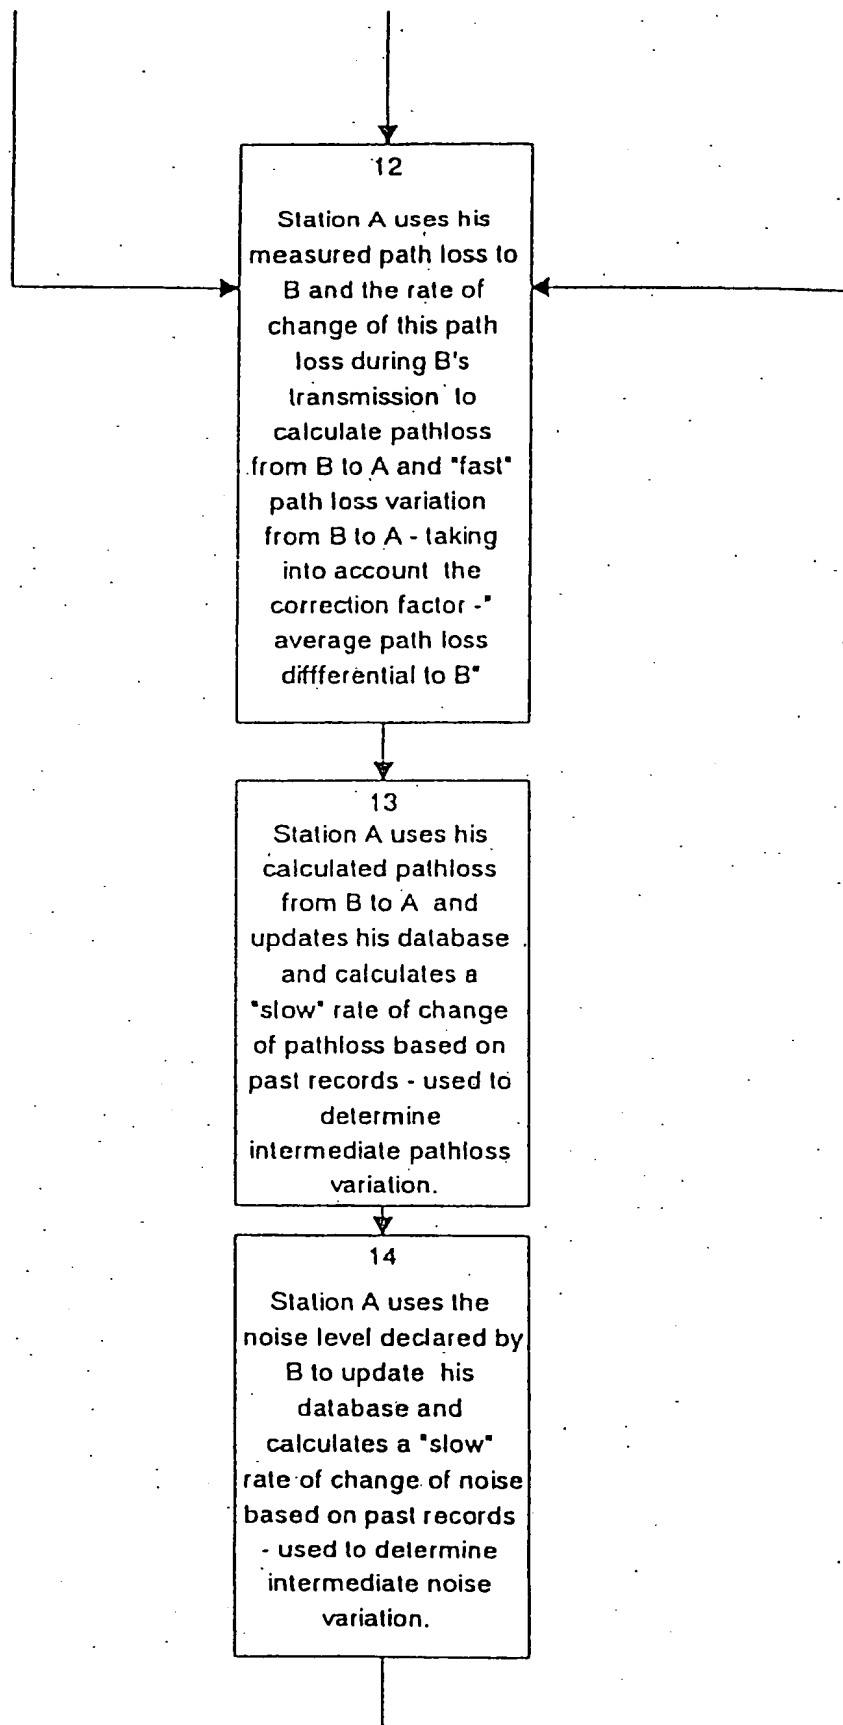 12
Station A uses his
measured path loss to
B and the rate of
change of this path
loss during B's
transmission to
calculate pathloss
from B to A and "fast"
path loss variation
from B to A - taking
into account the
correction factor -"
average path loss
diffferential to B"
13
Station A uses his
calculated pathloss
from B to A and
updates his database
and calculates a
"slow" rate of change
of pathloss based on
past records - used to
determine
intermediate pathloss
variation.
14
Station A uses the
noise level declared by
B to update his
database and
calculates a "slow"
rate of change of noise
based on past records
- used to determine
intermediate noise
variation.